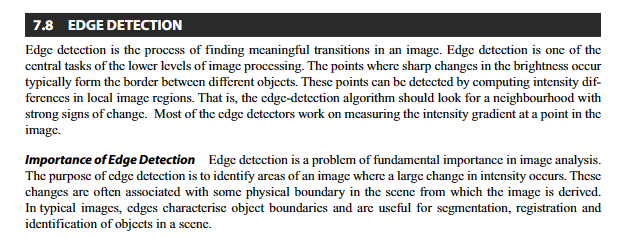 7.8 EDGE DETECTION
Edge detection is the process of finding meaningful transitions in an image. Edge detection is one of the
central tasks of the lower levels of image processing. The points where sharp changes in the brightness occur
typically form the border between different objects. These points can be detected by computing intensity dif-
ferences in local image regions. That is, the edge-detection algorithm should look for a neighbourhood with
strong signs of change. Most of the edge detectors work on measuring the intensity gradient at a point in the
image.
Importance of Edge Detection Edge detection is a problem of fundamental importance in image analysis.
The purpose of edge detection is to identify areas of an image where a large change in intensity occurs. These
changes are often associated with some physical boundary in the scene from which the image is derived.
In typical images, edges characterise object boundaries and are useful for segmentation, registration and
identification of objects in a scene.